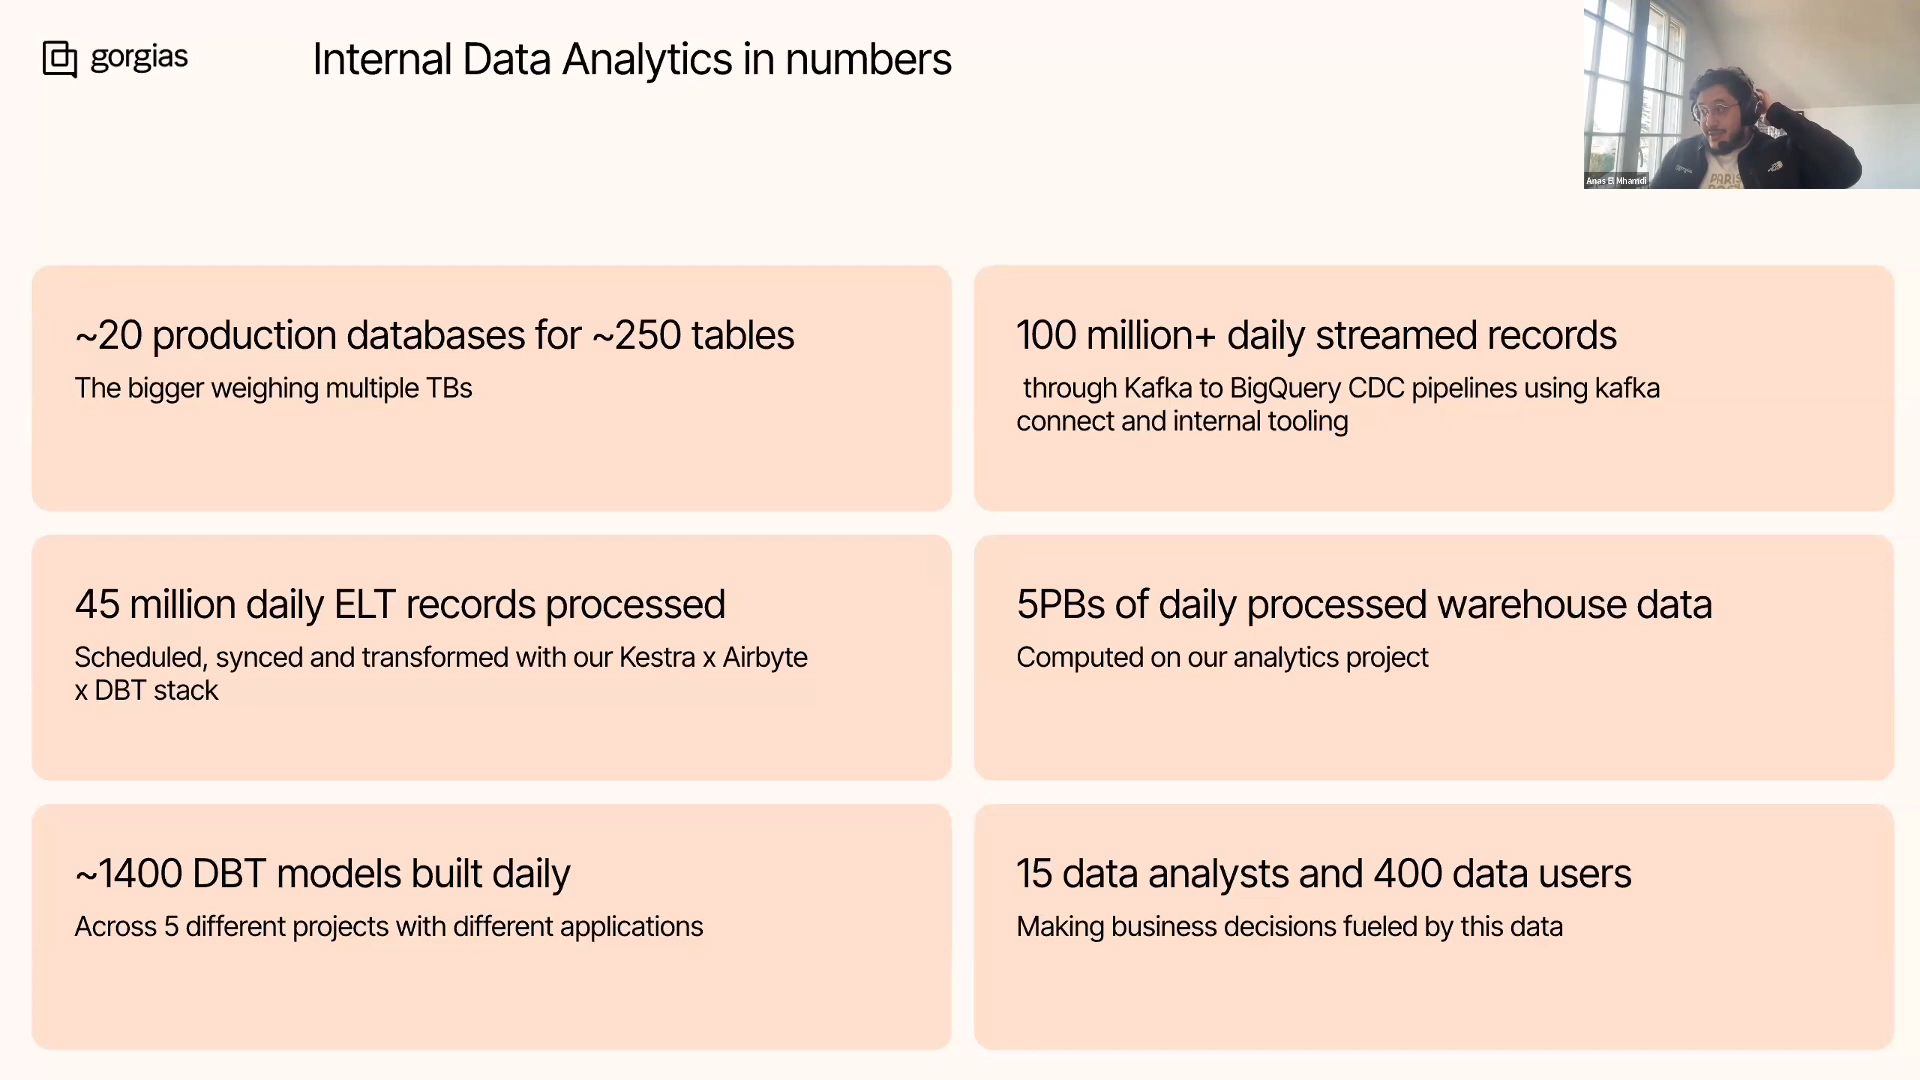 gorgias
Internal Data Analytics in numbers
Anas El Mhamdi
~20 production databases for ~250 tables
The bigger weighing multiple TBs
100 million+ daily streamed records
through Kafka to BigQuery CDC pipelines using kafka
connect and internal tooling
45 million daily ELT records processed
Scheduled, synced and transformed with our Kestra x Airbyte
x DBT stack
5PBs of daily processed warehouse data
Computed on our analytics project
~1400 DBT models built daily
Across 5 different projects with different applications
15 data analysts and 400 data users
Making business decisions fueled by this data